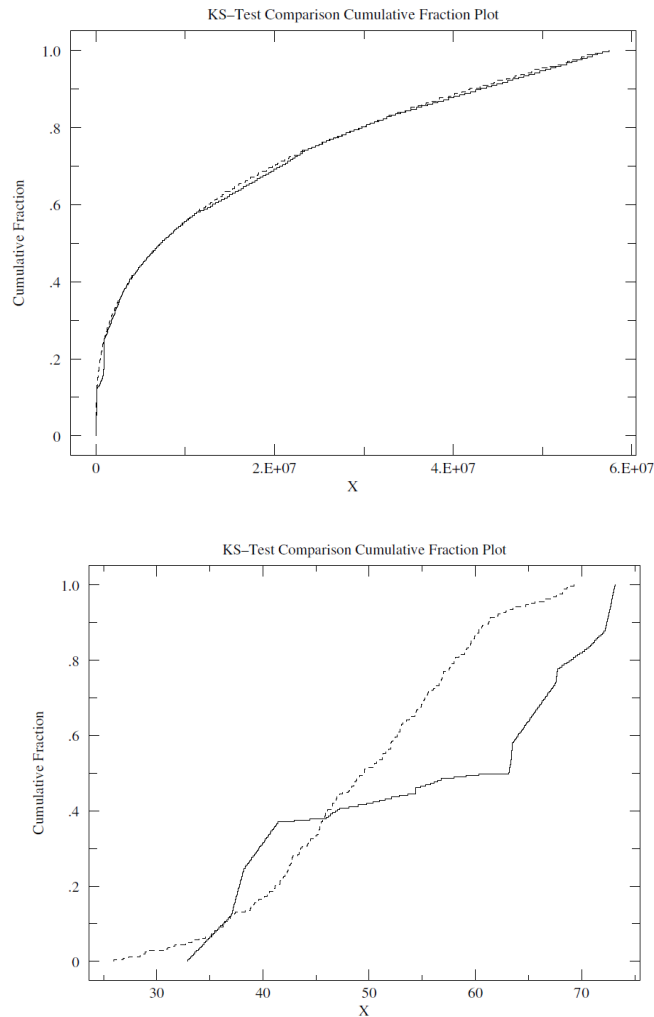 KS–Test Comparison Cumulative Fraction Plot
1.0
.8
.6
.4
.2
0
Cumulative Fraction
0 2.E+07 4.E+07 6.E+07
X
KS–Test Comparison Cumulative Fraction Plot
1.0
.8
.6
.4
.2
0
Cumulative Fraction
30 40 50 60 70
X